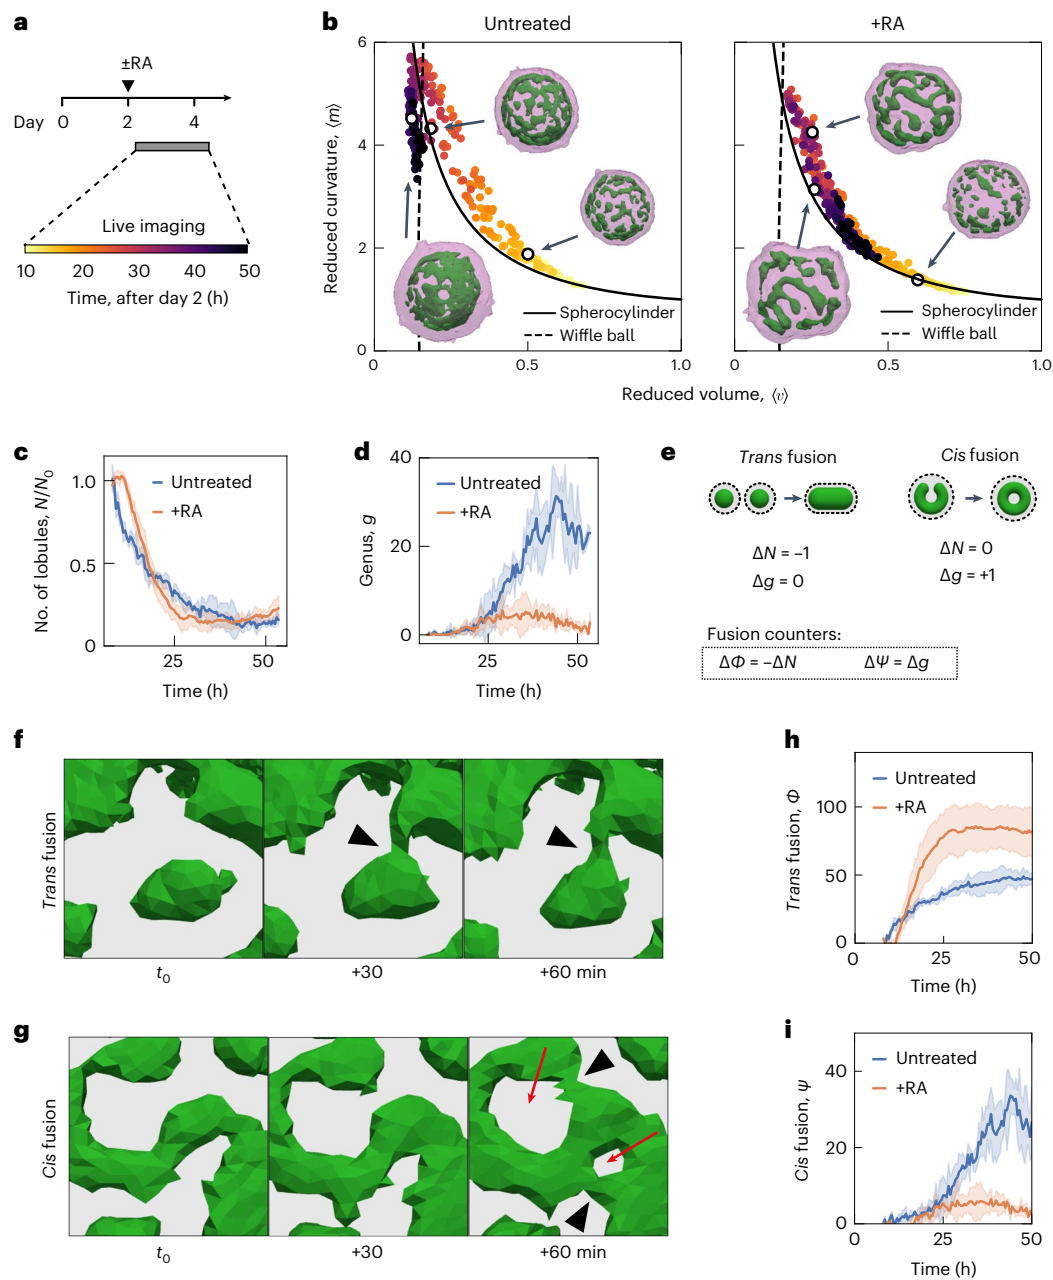 a
±RA
Day 0 2 4
Live imaging
10 20 30 40 50
Time, after day 2 (h)
b
Untreated
Reduced curvature, ⟨m⟩
6
4
2
0
0 0.5 1.0
Spherocylinder
Wiffle ball
+RA
0 0.5 1.0
Spherocylinder
Wiffle ball
Reduced volume, ⟨v⟩
c
No. of lobules, N/N₀
1.0
0.5
0
Untreated
+RA
25 50
Time (h)
d
Genus, g
40
20
0
Untreated
+RA
25 50
Time (h)
e
Trans fusion
ΔN = –1
Δg = 0
Cis fusion
ΔN = 0
Δg = +1
Fusion counters:
ΔΦ = –ΔN ΔΨ = Δg
f
Trans fusion
t₀ +30 +60 min
g
Cis fusion
t₀ +30 +60 min
h
Trans fusion, Φ
100
50
0
Untreated
+RA
0 25 50
Time (h)
i
Cis fusion, ψ
40
20
0
Untreated
+RA
0 25 50
Time (h)